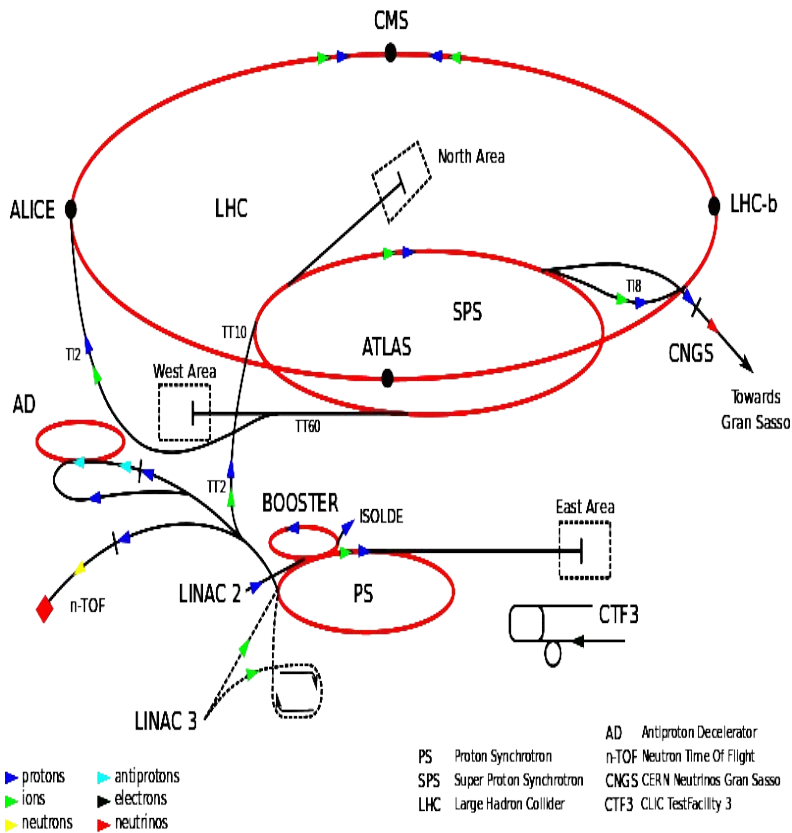 CMS
North Area
ALICE
LHC
LHC-b
TI8
SPS
TT10
ATLAS
CNGS
TI2
West Area
Towards
Gran Sasso
AD
TT60
TT2
BOOSTER
ISOLDE
East Area
LINAC 2
PS
n-TOF
CTF3
LINAC 3
AD Antiproton Decelerator
PS Proton Synchrotron
n-TOF Neutron Time Of Flight
SPS Super Proton Synchrotron
CNGS CERN Neutrinos Gran Sasso
LHC Large Hadron Collider
CTF3 CLIC TestFacility 3
protons
antiprotons
ions
electrons
neutrons
neutrinos